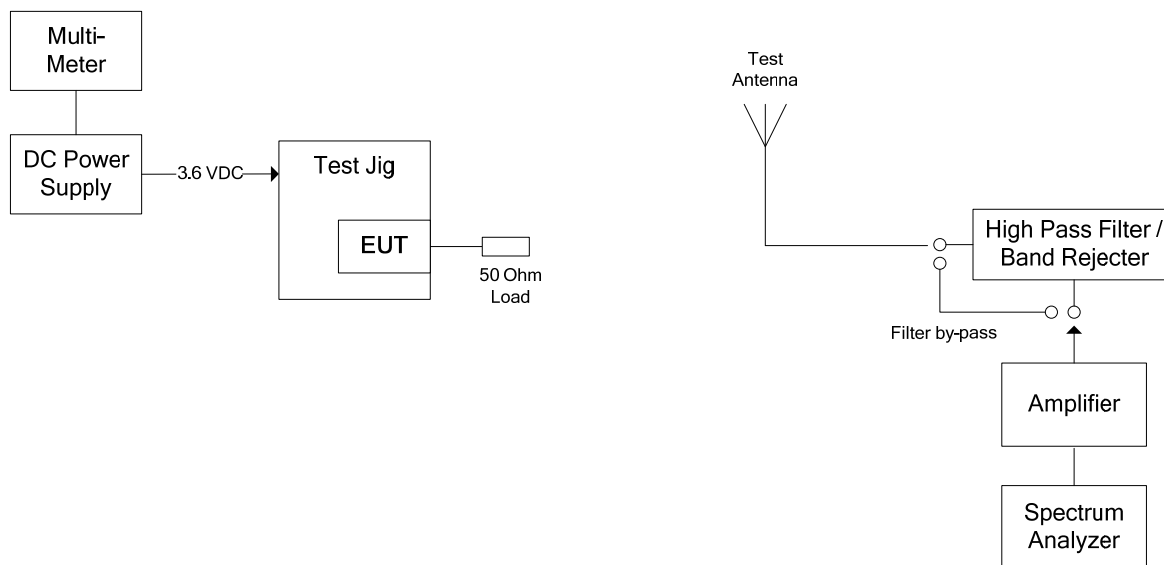 Multi-
Meter
DC Power
Supply
3.6 VDC
Test Jig
EUT
50 Ohm
Load
Test
Antenna
High Pass Filter /
Band Rejecter
Filter by-pass
Amplifier
Spectrum
Analyzer